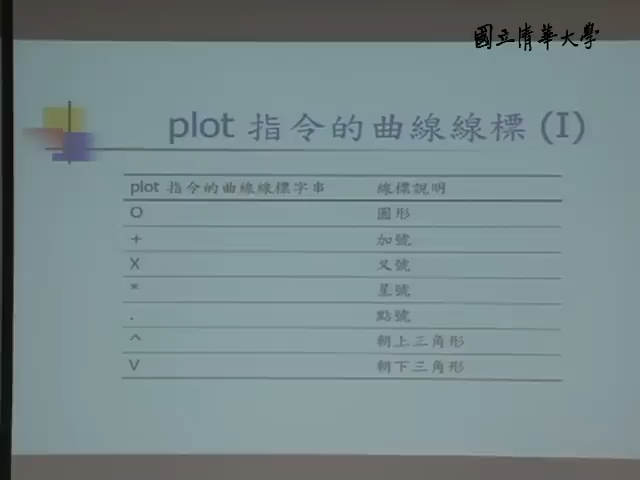 國立清華大學
plot 指令的曲線線標 (I)
plot 指令的曲線線標字串 線標說明
O 圓形
+ 加號
X 叉號
* 星號
. 點號
^ 朝上三角形
V 朝下三角形